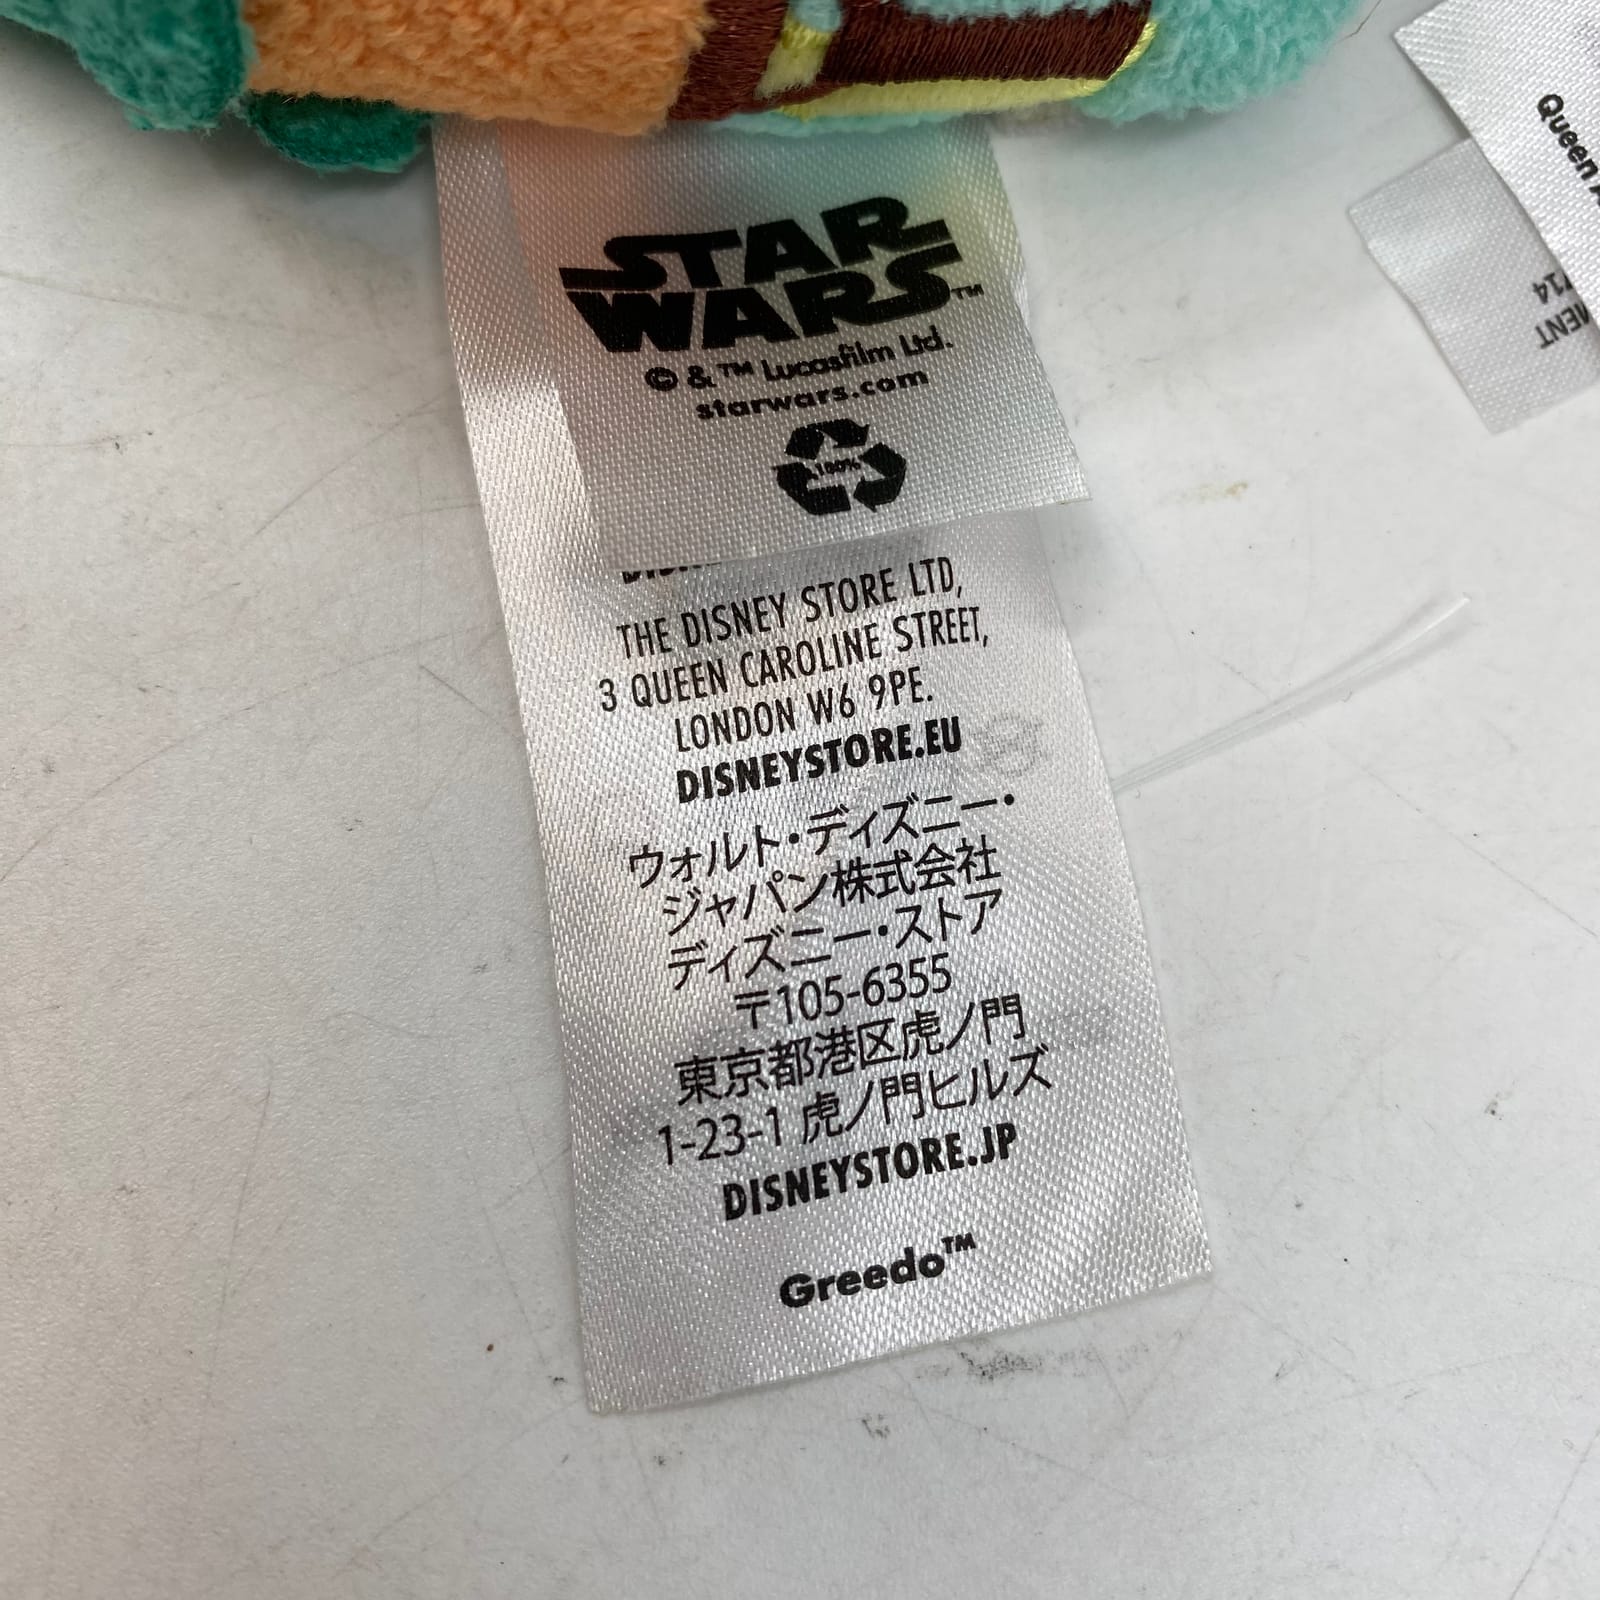 STAR
WARS™
© & ™ Lucasfilm Ltd.
starwars.com
100%
THE DISNEY STORE LTD,
3 QUEEN CAROLINE STREET,
LONDON W6 9PE.
DISNEYSTORE.EU
ウォルト・ディズニー・
ジャパン株式会社
ディズニー・ストア
〒105-6355
東京都港区虎ノ門
1-23-1 虎ノ門ヒルズ
DISNEYSTORE.JP
Greedo™
Queen